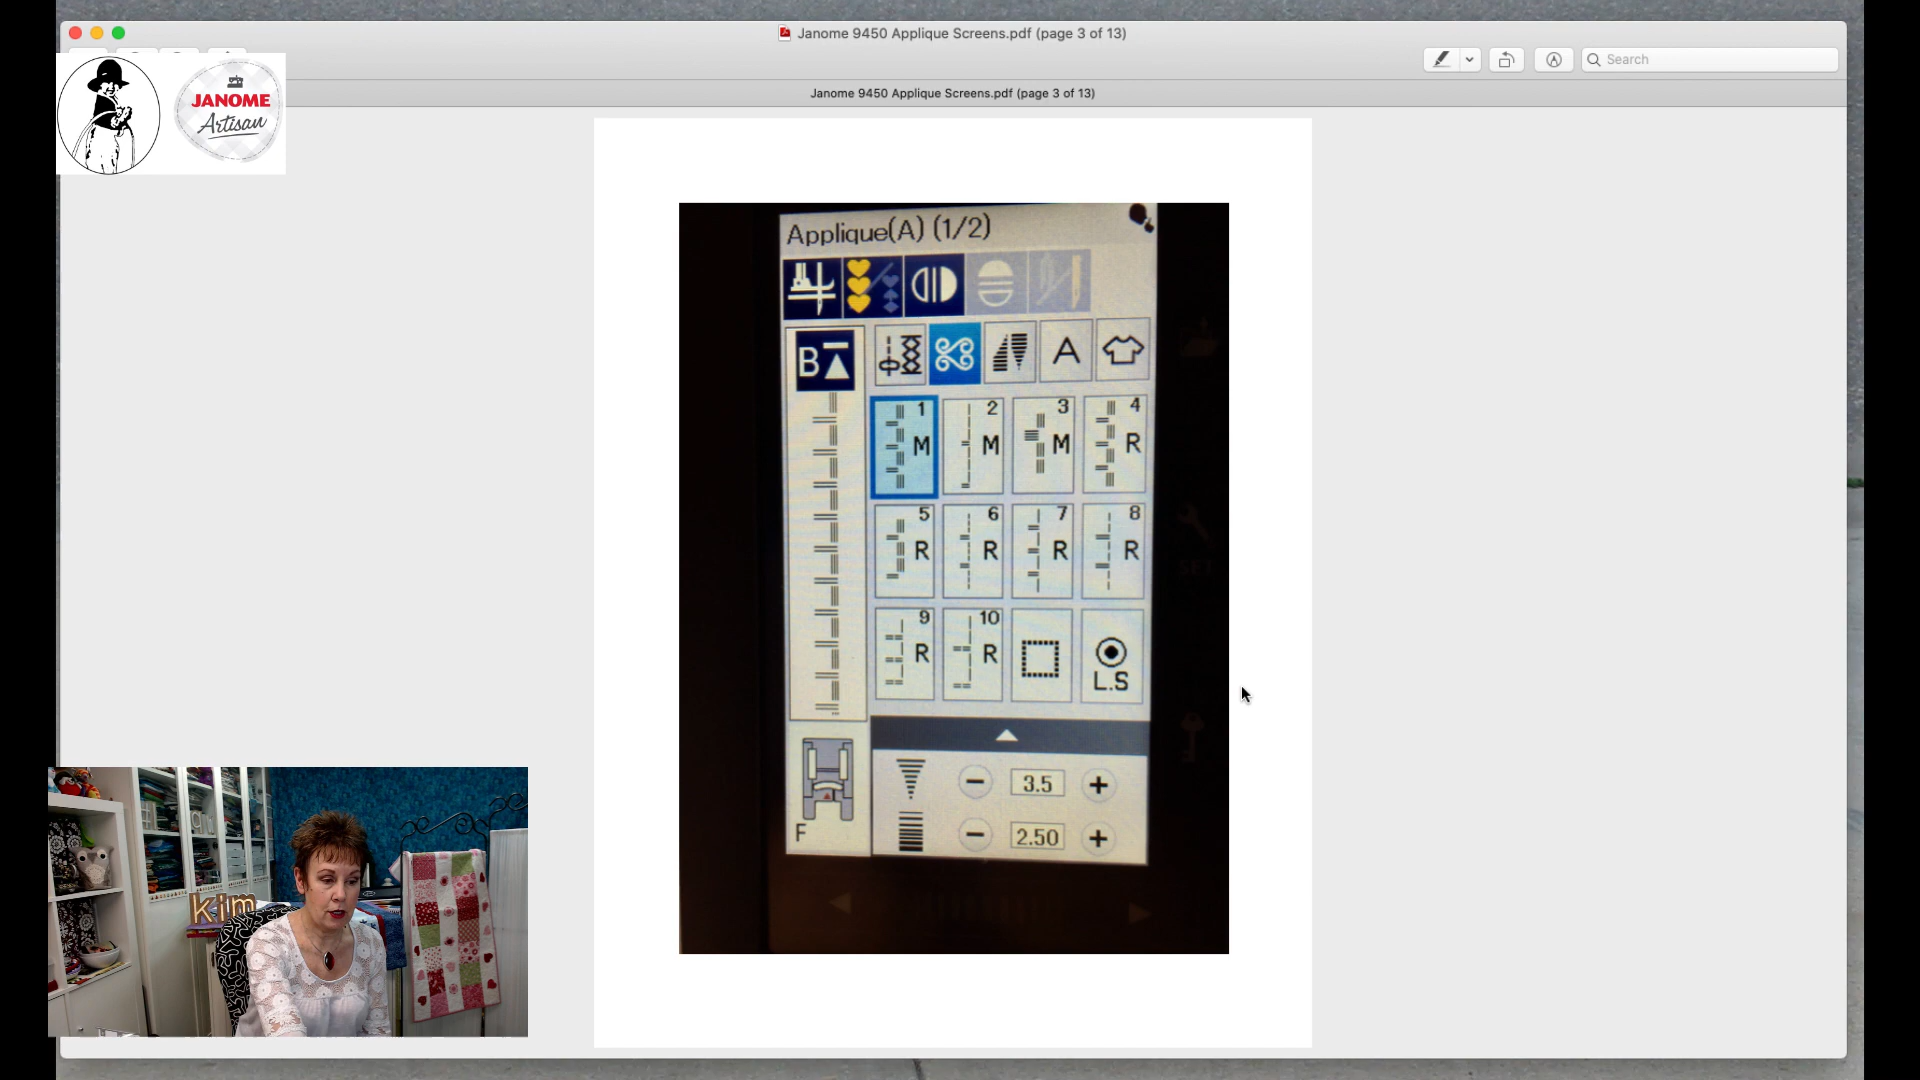 Janome 9450 Applique Screens.pdf (page 3 of 13)
Search
Janome 9450 Applique Screens.pdf (page 3 of 13)
JANOME
Artisan
Applique(A) (1/2)
B
A
1
M
2
M
3
M
4
R
5
R
6
R
7
R
8
R
9
R
10
R
L.S
3.5
2.50
F
kim